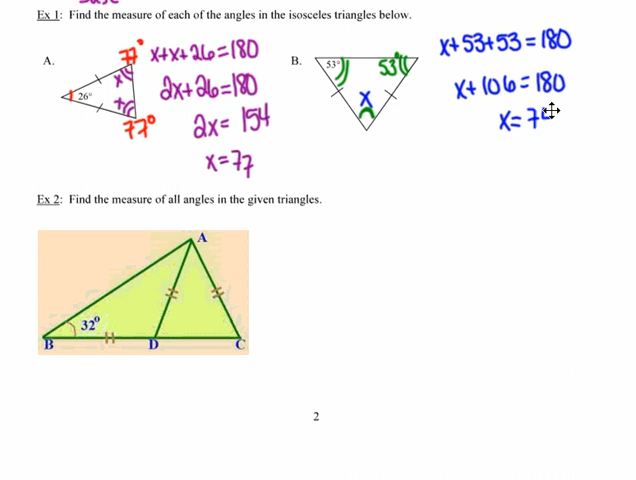 Ex 1: Find the measure of each of the angles in the isosceles triangles below.
A.
77°
x
26°
x
77°
x+x+26=180
2x+26=180
2x= 154
x=77
B.
53°
53°
x
x+53+53=180
x+106=180
x=7
Ex 2: Find the measure of all angles in the given triangles.
A
32°
B
D
C
2